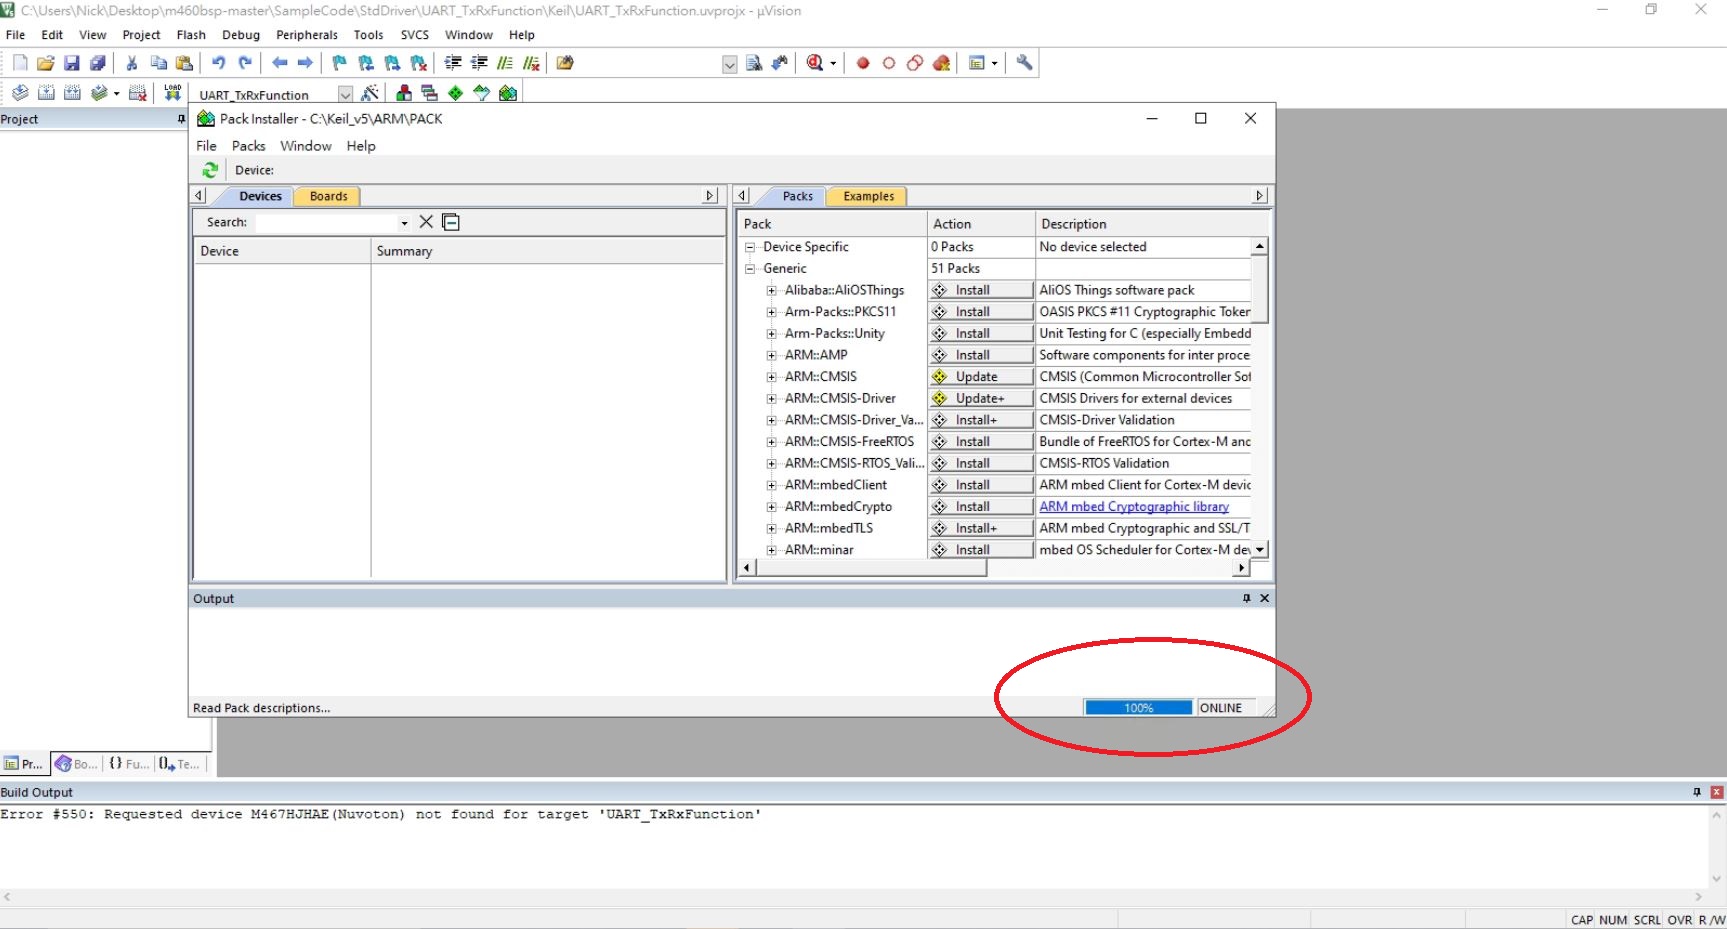 C:\Users\Nick\Desktop\m460bsp-master\SampleCode\StdDriver\UART_TxRxFunction\Keil\UART_TxRxFunction.uvprojx - µVision
File Edit View Project Flash Debug Peripherals Tools SVCS Window Help
LOAD
UART_TxRxFunction
Project
Pack Installer - C:\Keil_v5\ARM\PACK
File Packs Window Help
Device:
Devices Boards
Search:
Device Summary
Packs Examples
Pack Action Description
Device Specific 0 Packs No device selected
Generic 51 Packs
Alibaba::AliOSThings Install AliOS Things software pack
Arm-Packs::PKCS11 Install OASIS PKCS #11 Cryptographic Token
Arm-Packs::Unity Install Unit Testing for C (especially Embedd
ARM::AMP Install Software components for inter proce
ARM::CMSIS Update CMSIS (Common Microcontroller Sof
ARM::CMSIS-Driver Update+ CMSIS Drivers for external devices
ARM::CMSIS-Driver_Va... Install+ CMSIS-Driver Validation
ARM::CMSIS-FreeRTOS Install Bundle of FreeRTOS for Cortex-M and
ARM::CMSIS-RTOS_Vali... Install CMSIS-RTOS Validation
ARM::mbedClient Install ARM mbed Client for Cortex-M devic
ARM::mbedCrypto Install ARM mbed Cryptographic library
ARM::mbedTLS Install+ ARM mbed Cryptographic and SSL/T
ARM::minar Install mbed OS Scheduler for Cortex-M dev
Output
Read Pack descriptions... 100% ONLINE
Pr... Bo... {} Fu... Te...
Build Output
Error #550: Requested device M467HJHAE(Nuvoton) not found for target 'UART_TxRxFunction'
CAP NUM SCRL OVR R/W